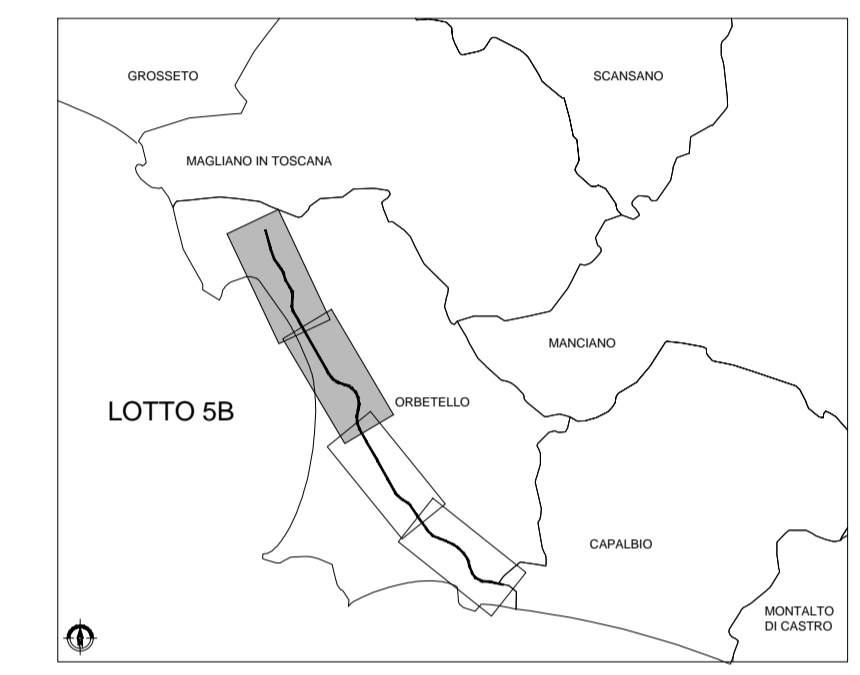 GROSSETO
SCANSANO
MAGLIANO IN TOSCANA
MANCIANO
ORBETELLO
LOTTO 5B
CAPALBIO
MONTALTO
DI CASTRO